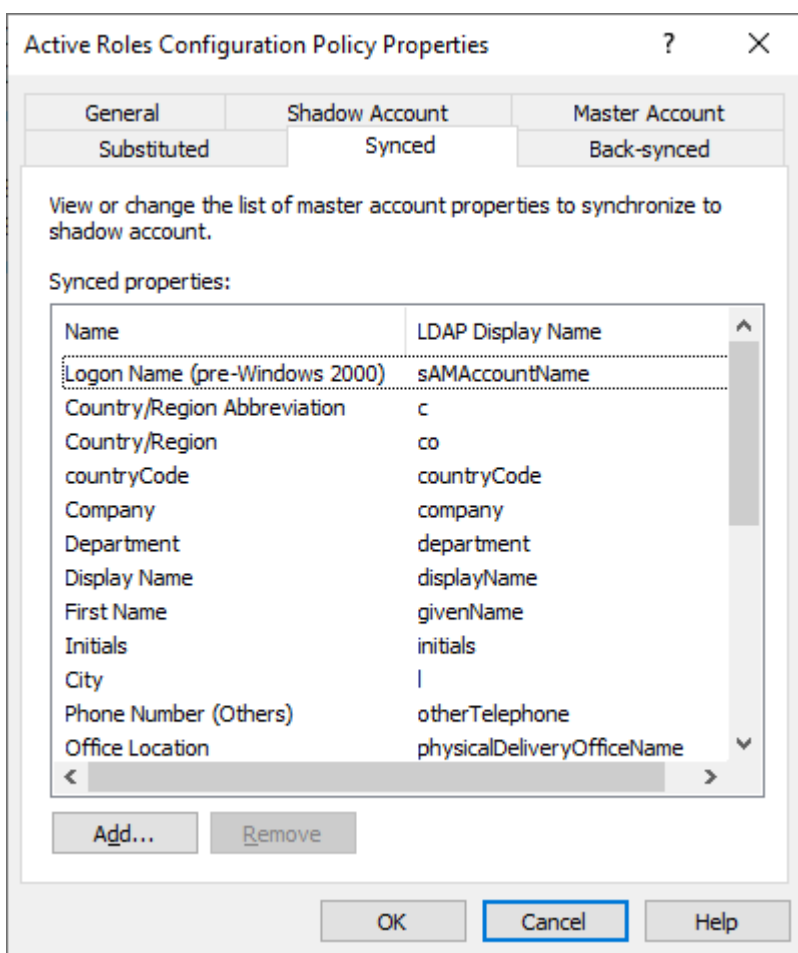 Active Roles Configuration Policy Properties ? ×
General Shadow Account Master Account
Substituted Synced Back-synced
View or change the list of master account properties to synchronize to
shadow account.
Synced properties:
Name LDAP Display Name
Logon Name (pre-Windows 2000) sAMAccountName
Country/Region Abbreviation c
Country/Region co
countryCode countryCode
Company company
Department department
Display Name displayName
First Name givenName
Initials initials
City l
Phone Number (Others) otherTelephone
Office Location physicalDeliveryOfficeName
Add... Remove
OK Cancel Help